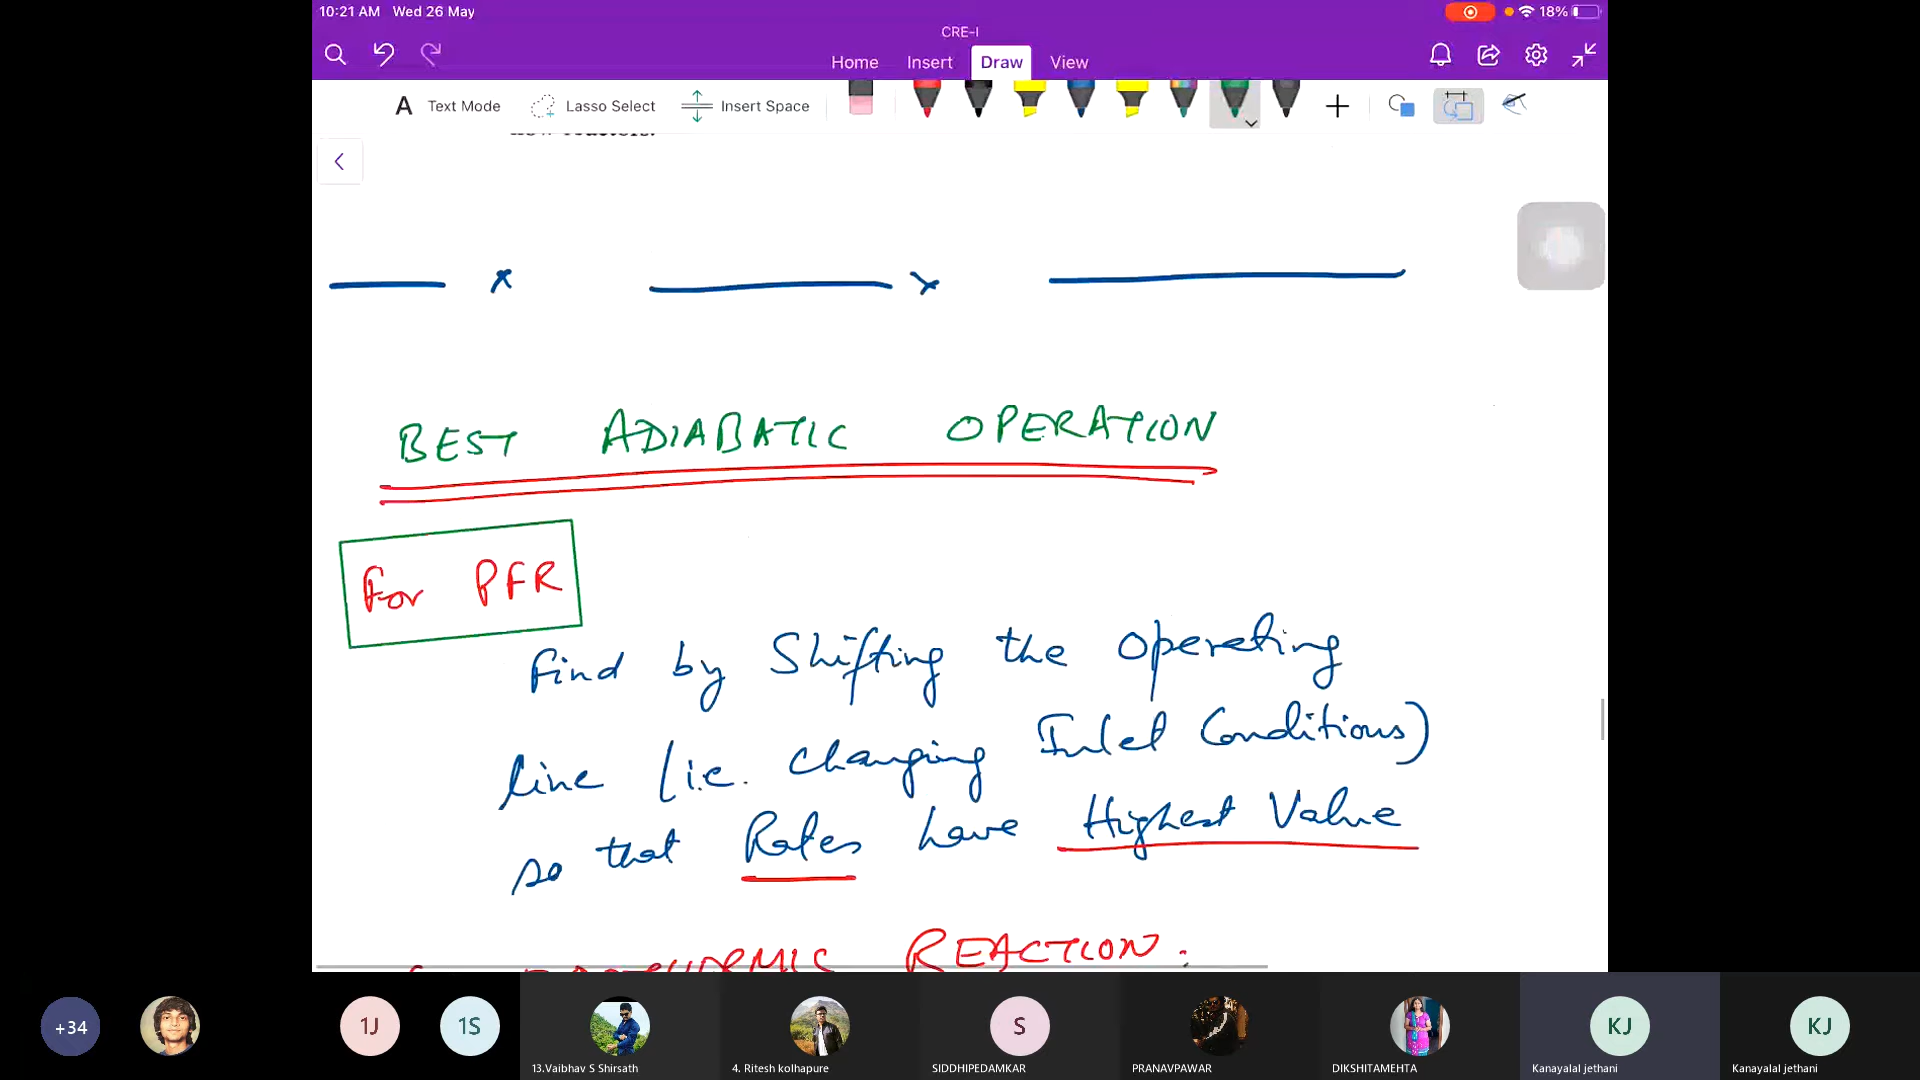 10:21 AM Wed 26 May
18%
CRE-I
Home Insert Draw View
A Text Mode Lasso Select Insert Space
BEST ADIABATIC OPERATION
For PFR
find by Shifting the operating
line (i.e. changing Inlet Conditions)
so that Rates have Highest Value
REACTION:
+34
1J
1S
S
KJ
KJ
13.Vaibhav S Shirsath
4. Ritesh kolhapure
SIDDHIPEDAMKAR
PRANAVPAWAR
DIKSHITAMEHTA
Kanayalal jethani
Kanayalal jethani